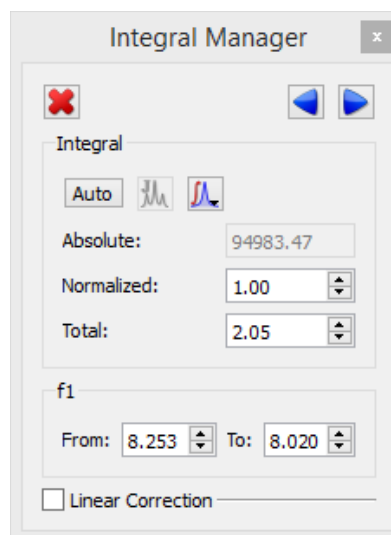 Integral Manager x
Integral
Auto
Absolute: 94983.47
Normalized: 1.00
Total: 2.05
f1
From: 8.253 To: 8.020
Linear Correction